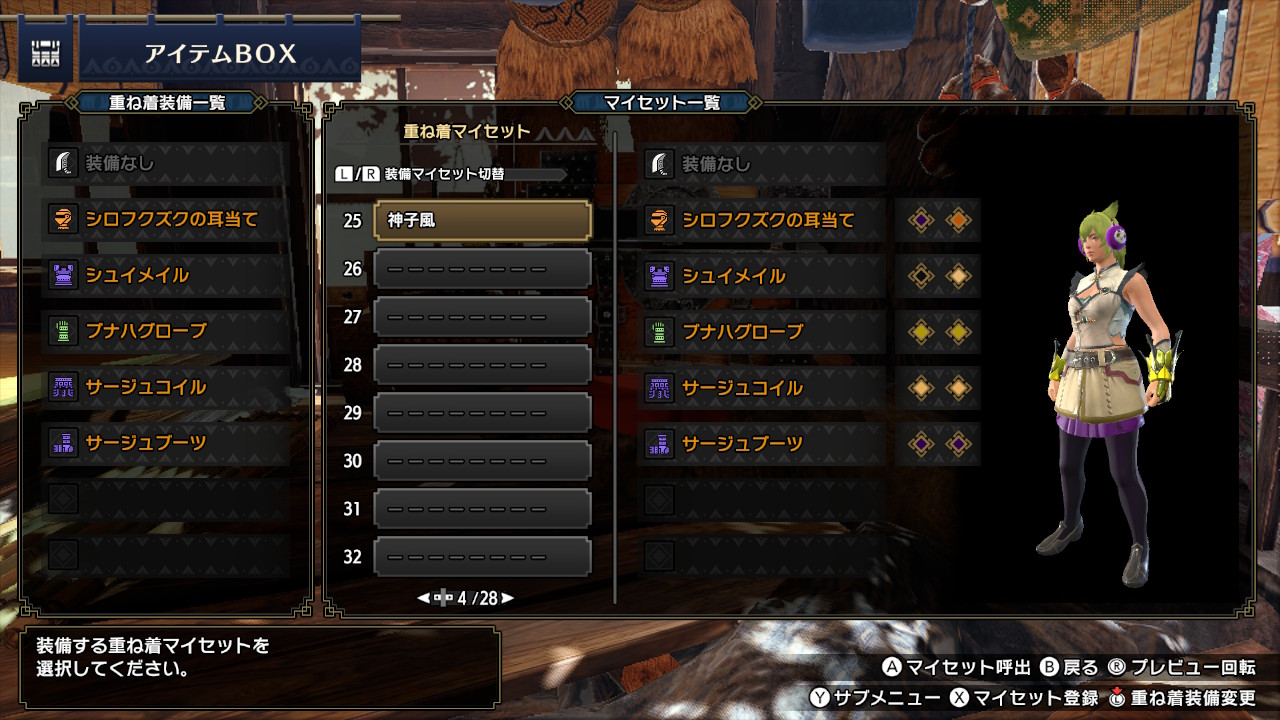 アイテムBOX
重ね着装備一覧
装備なし
シロフクズクの耳当て
シュイメイル
ブナハグローブ
サージュコイル
サージュブーツ
マイセット一覧
重ね着マイセット
L/R 装備マイセット切替
25 神子風
26 ––––––––
27 ––––––––
28 ––––––––
29 ––––––––
30 ––––––––
31 ––––––––
32 ––––––––
4/28
装備なし
シロフクズクの耳当て
シュイメイル
ブナハグローブ
サージュコイル
サージュブーツ
装備する重ね着マイセットを
選択してください。
A マイセット呼出 B 戻る R プレビュー回転
Y サブメニュー X マイセット登録 L 重ね着装備変更